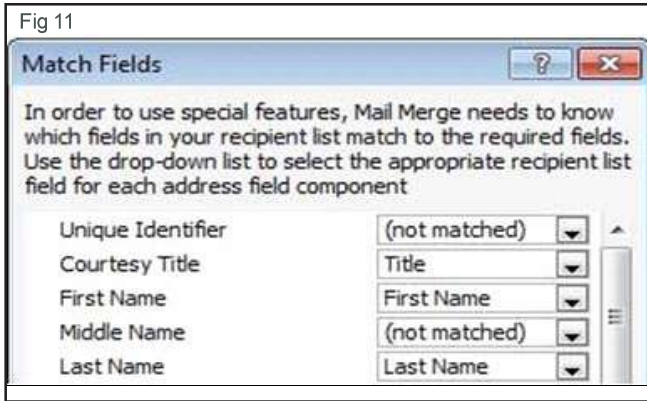 Fig 11
Match Fields
?
In order to use special features, Mail Merge needs to know
which fields in your recipient list match to the required fields.
Use the drop-down list to select the appropriate recipient list
field for each address field component
Unique Identifier (not matched)
Courtesy Title Title
First Name First Name
Middle Name (not matched)
Last Name Last Name